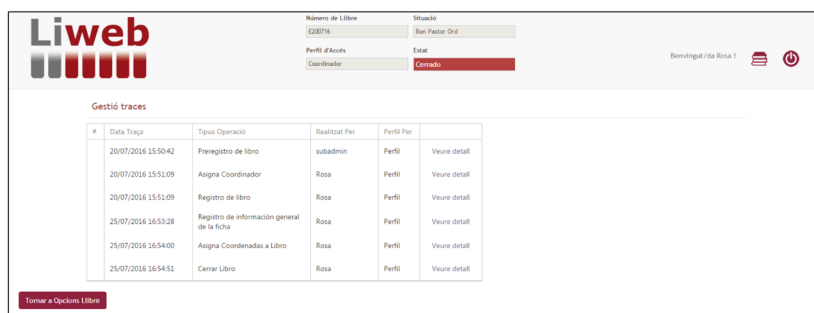 Liweb
Número de Llibre
Situació
E200716
Bon Pastor Ord
Perfil d'Accés
Estat
Coordinador
Cerrado
Benvingut/da Rosa !
Gestió traces
# Data Traça Tipus Operació Realitzat Per Perfil Per
20/07/2016 15:50:42 Preregistro de libro subadmin Perfil Veure detall
20/07/2016 15:51:09 Asigna Coordinador Rosa Perfil Veure detall
20/07/2016 15:51:09 Registro de libro Rosa Perfil Veure detall
25/07/2016 16:53:28 Registro de información general
de la ficha Rosa Perfil Veure detall
25/07/2016 16:54:00 Asigna Coordenadas a Libro Rosa Perfil Veure detall
25/07/2016 16:54:51 Cerrar Libro Rosa Perfil Veure detall
Tornar a Opcions Llibre